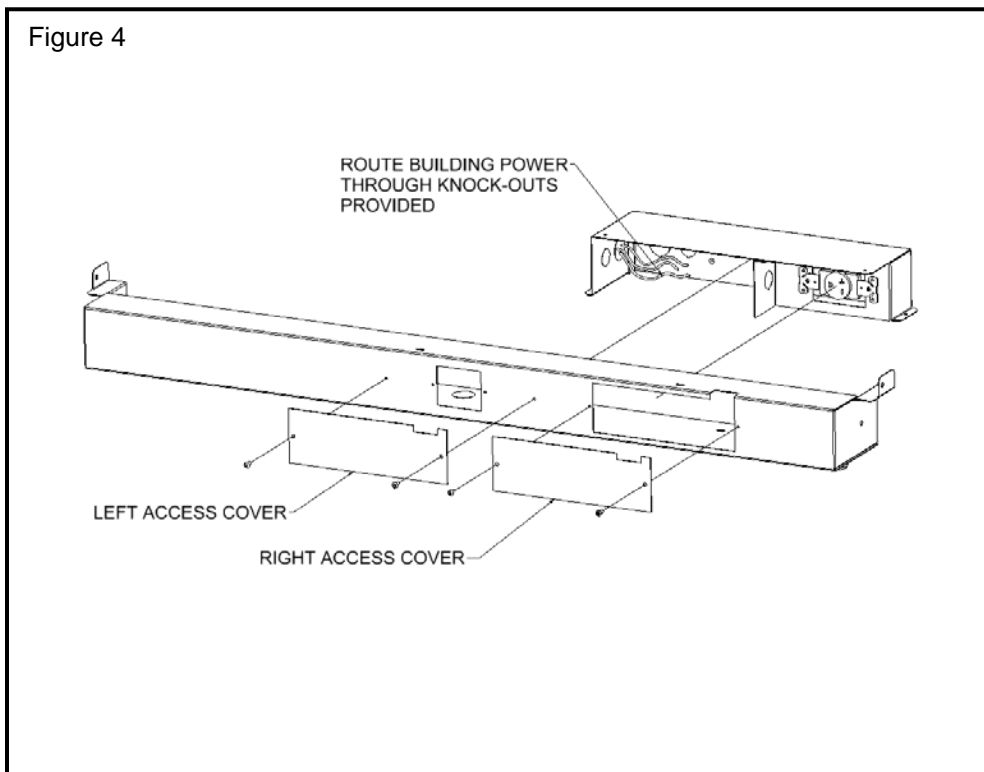 Figure 4
ROUTE BUILDING POWER
THROUGH KNOCK-OUTS
PROVIDED
LEFT ACCESS COVER
RIGHT ACCESS COVER